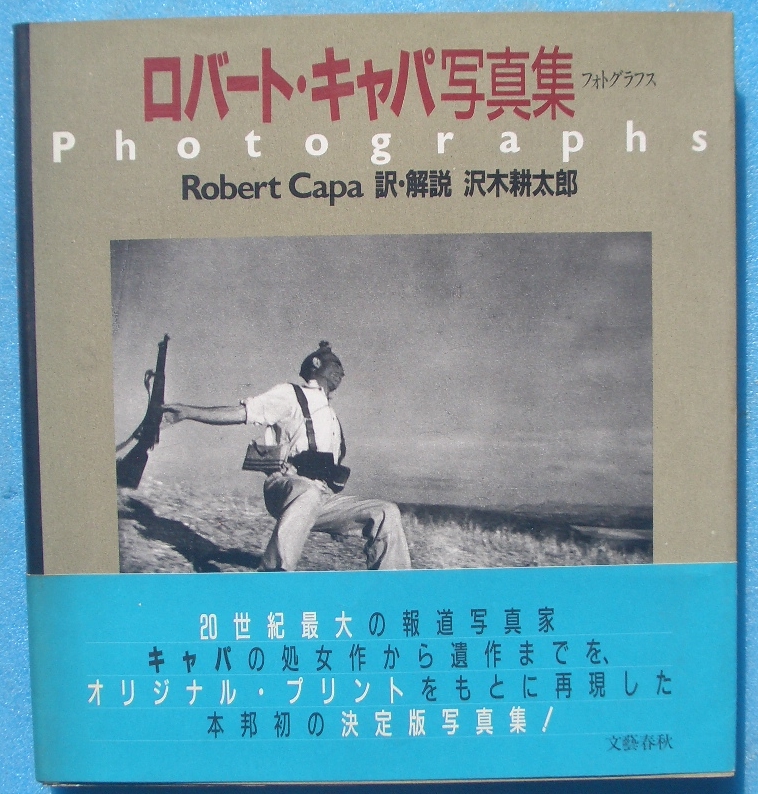 ロバート・キャパ写真集 フォトグラフス
Photographs
Robert Capa 訳・解説 沢木耕太郎
20世紀最大の報道写真家
キャパの処女作から遺作までを、
オリジナル・プリントをもとに再現した
本邦初の決定版写真集！
文藝春秋